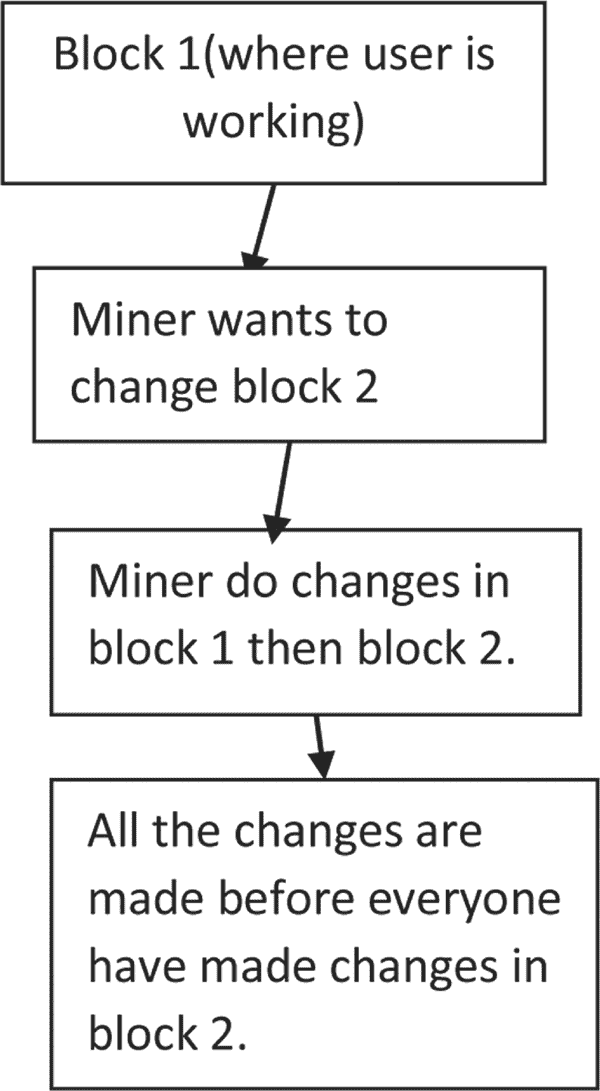 Block 1(where user is
working)
Miner wants to
change block 2
Miner do changes in
block 1 then block 2.
All the changes are
made before everyone
have made changes in
block 2.